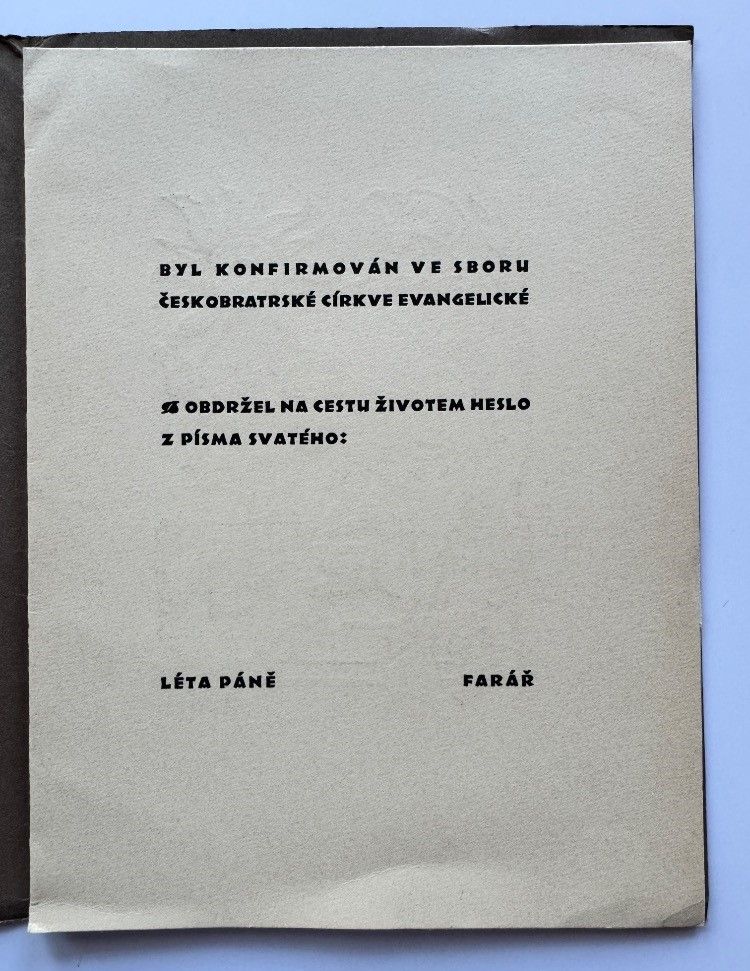 BYL KONFIRMOVÁN VE SBORU
ČESKOBRATRSKÉ CÍRKVE EVANGELICKÉ
& OBDRŽEL NA CESTU ŽIVOTEM HESLO
Z PÍSMA SVATÉHO:
LÉTA PÁNĚ FARÁŘ